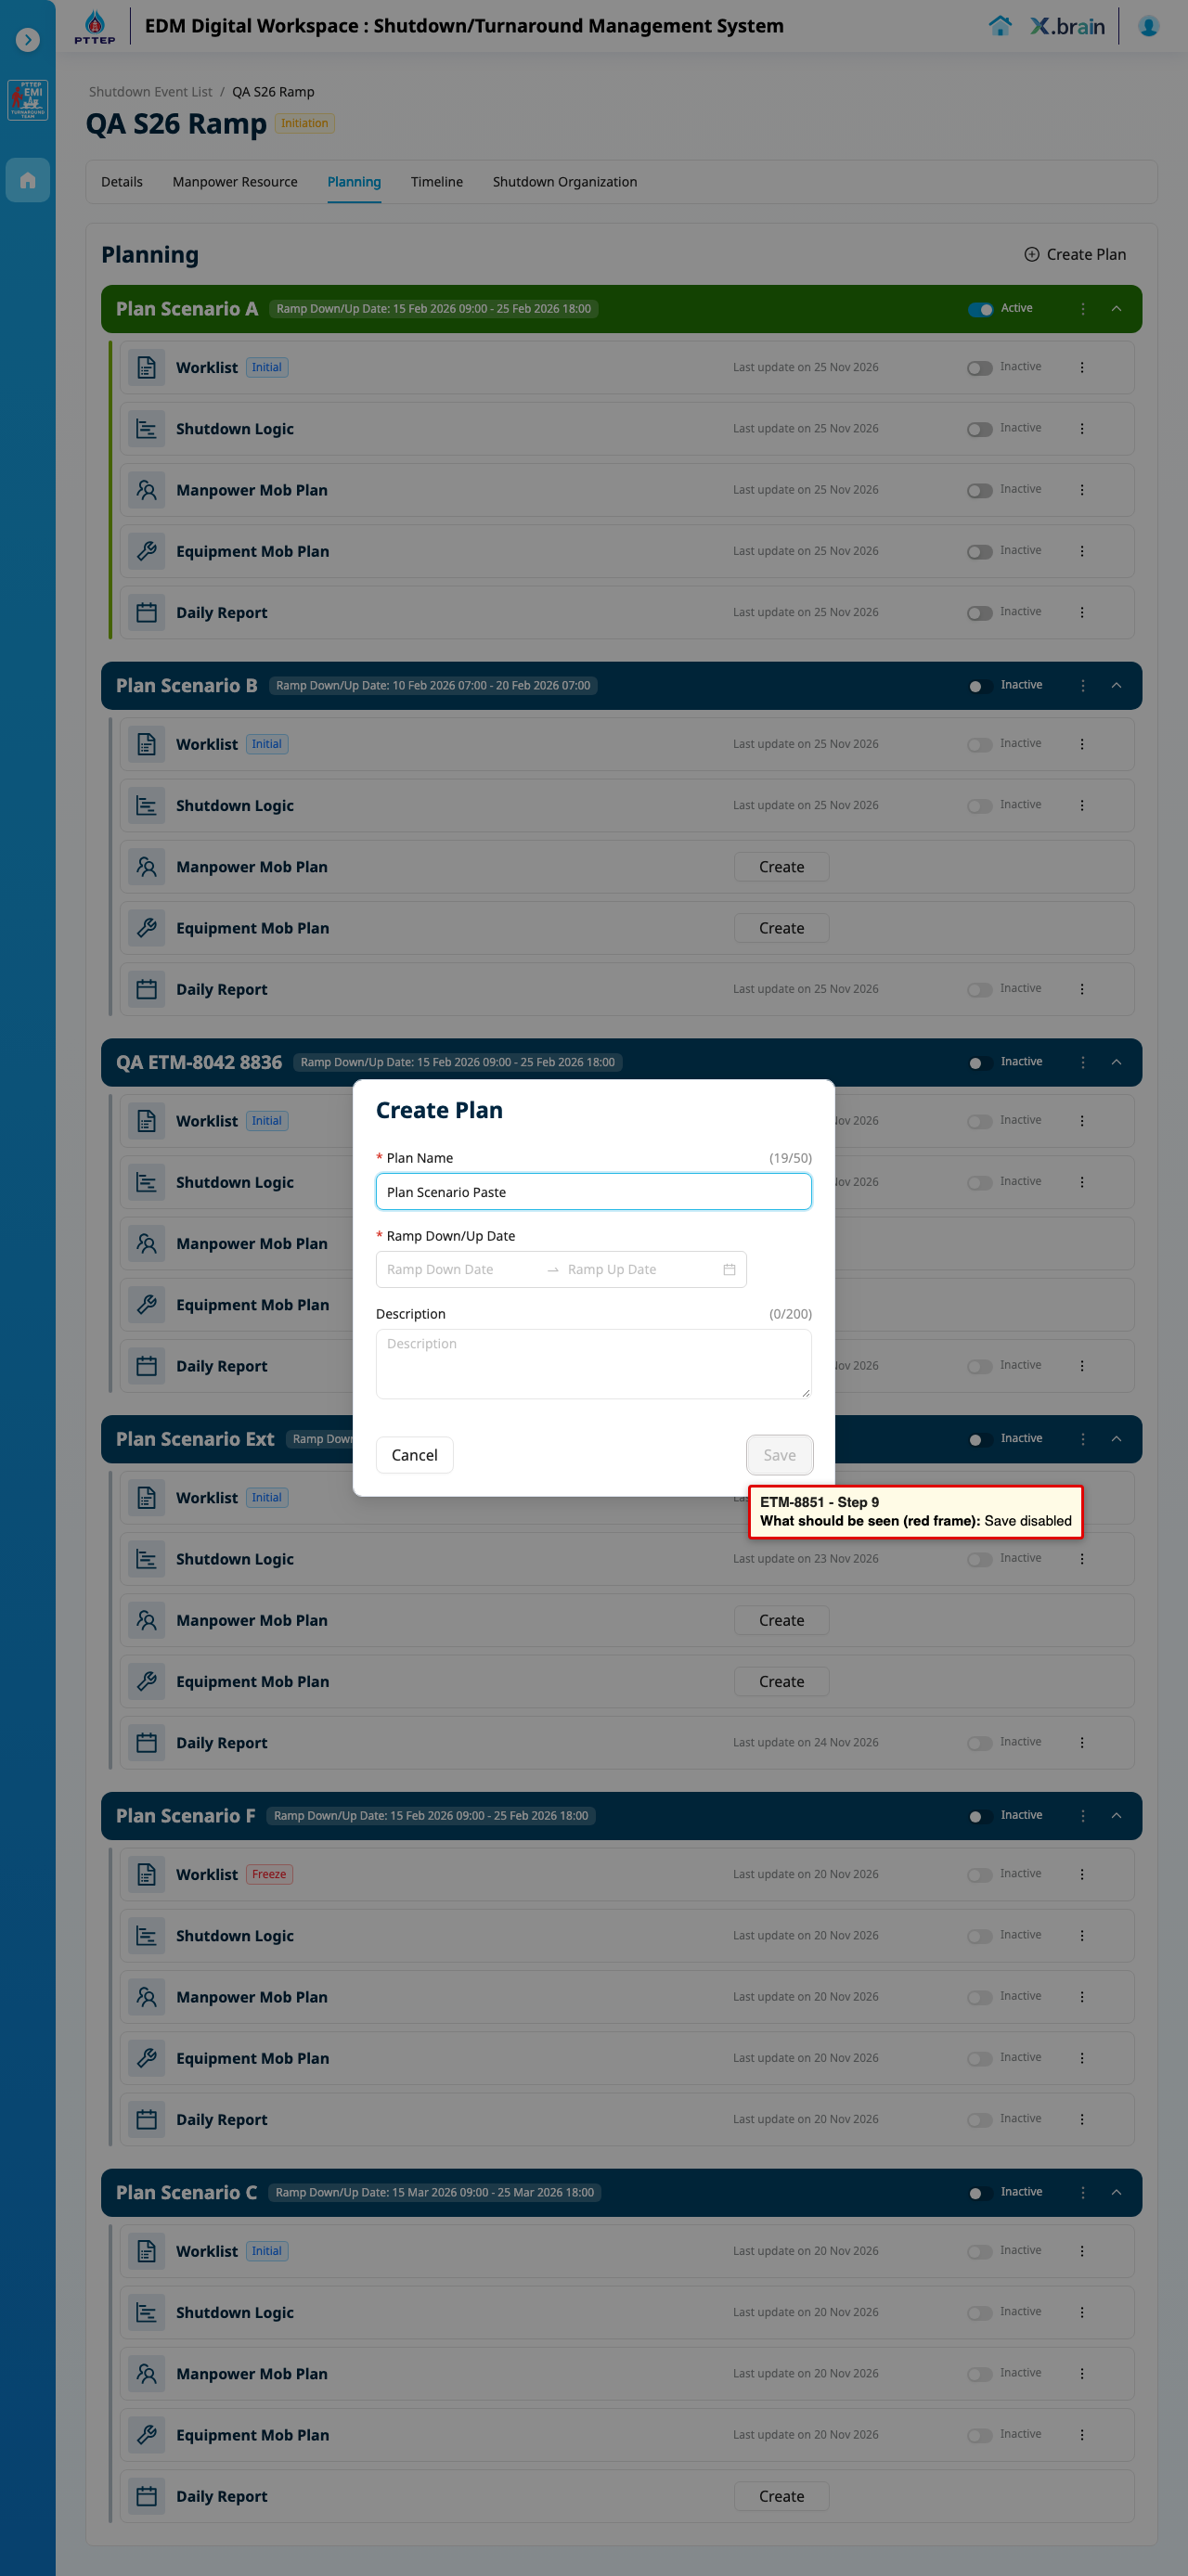 PTTEP
EDM Digital Workspace : Shutdown/Turnaround Management System
X.brain
PTTEP
EMI
TURNAROUND
TEAM
Shutdown Event List / QA S26 Ramp
QA S26 Ramp Initiation
Details Manpower Resource Planning Timeline Shutdown Organization
Planning Create Plan
Plan Scenario A Ramp Down/Up Date: 15 Feb 2026 09:00 - 25 Feb 2026 18:00 Active
Worklist Initial Last update on 25 Nov 2026 Inactive
Shutdown Logic Last update on 25 Nov 2026 Inactive
Manpower Mob Plan Last update on 25 Nov 2026 Inactive
Equipment Mob Plan Last update on 25 Nov 2026 Inactive
Daily Report Last update on 25 Nov 2026 Inactive
Plan Scenario B Ramp Down/Up Date: 10 Feb 2026 07:00 - 20 Feb 2026 07:00 Inactive
Worklist Initial Last update on 25 Nov 2026 Inactive
Shutdown Logic Last update on 25 Nov 2026 Inactive
Manpower Mob Plan Create
Equipment Mob Plan Create
Daily Report Last update on 25 Nov 2026 Inactive
QA ETM-8042 8836 Ramp Down/Up Date: 15 Feb 2026 09:00 - 25 Feb 2026 18:00 Inactive
Worklist Initial Nov 2026 Inactive
Shutdown Logic Nov 2026 Inactive
Manpower Mob Plan
Equipment Mob Plan
Daily Report Nov 2026 Inactive
Create Plan
* Plan Name (19/50)
Plan Scenario Paste
* Ramp Down/Up Date
Ramp Down Date → Ramp Up Date
Description (0/200)
Description
Cancel Save
ETM-8851 - Step 9
What should be seen (red frame): Save disabled
Plan Scenario Ext Ramp Down Inactive
Worklist Initial
Shutdown Logic Last update on 23 Nov 2026 Inactive
Manpower Mob Plan Create
Equipment Mob Plan Create
Daily Report Last update on 24 Nov 2026 Inactive
Plan Scenario F Ramp Down/Up Date: 15 Feb 2026 09:00 - 25 Feb 2026 18:00 Inactive
Worklist Freeze Last update on 20 Nov 2026 Inactive
Shutdown Logic Last update on 20 Nov 2026 Inactive
Manpower Mob Plan Last update on 20 Nov 2026 Inactive
Equipment Mob Plan Last update on 20 Nov 2026 Inactive
Daily Report Last update on 20 Nov 2026 Inactive
Plan Scenario C Ramp Down/Up Date: 15 Mar 2026 09:00 - 25 Mar 2026 18:00 Inactive
Worklist Initial Last update on 20 Nov 2026 Inactive
Shutdown Logic Last update on 20 Nov 2026 Inactive
Manpower Mob Plan Last update on 20 Nov 2026 Inactive
Equipment Mob Plan Last update on 20 Nov 2026 Inactive
Daily Report Create